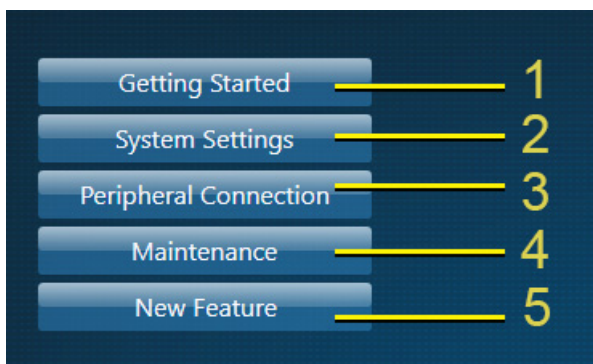 Getting Started 1
System Settings 2
Peripheral Connection 3
Maintenance 4
New Feature 5